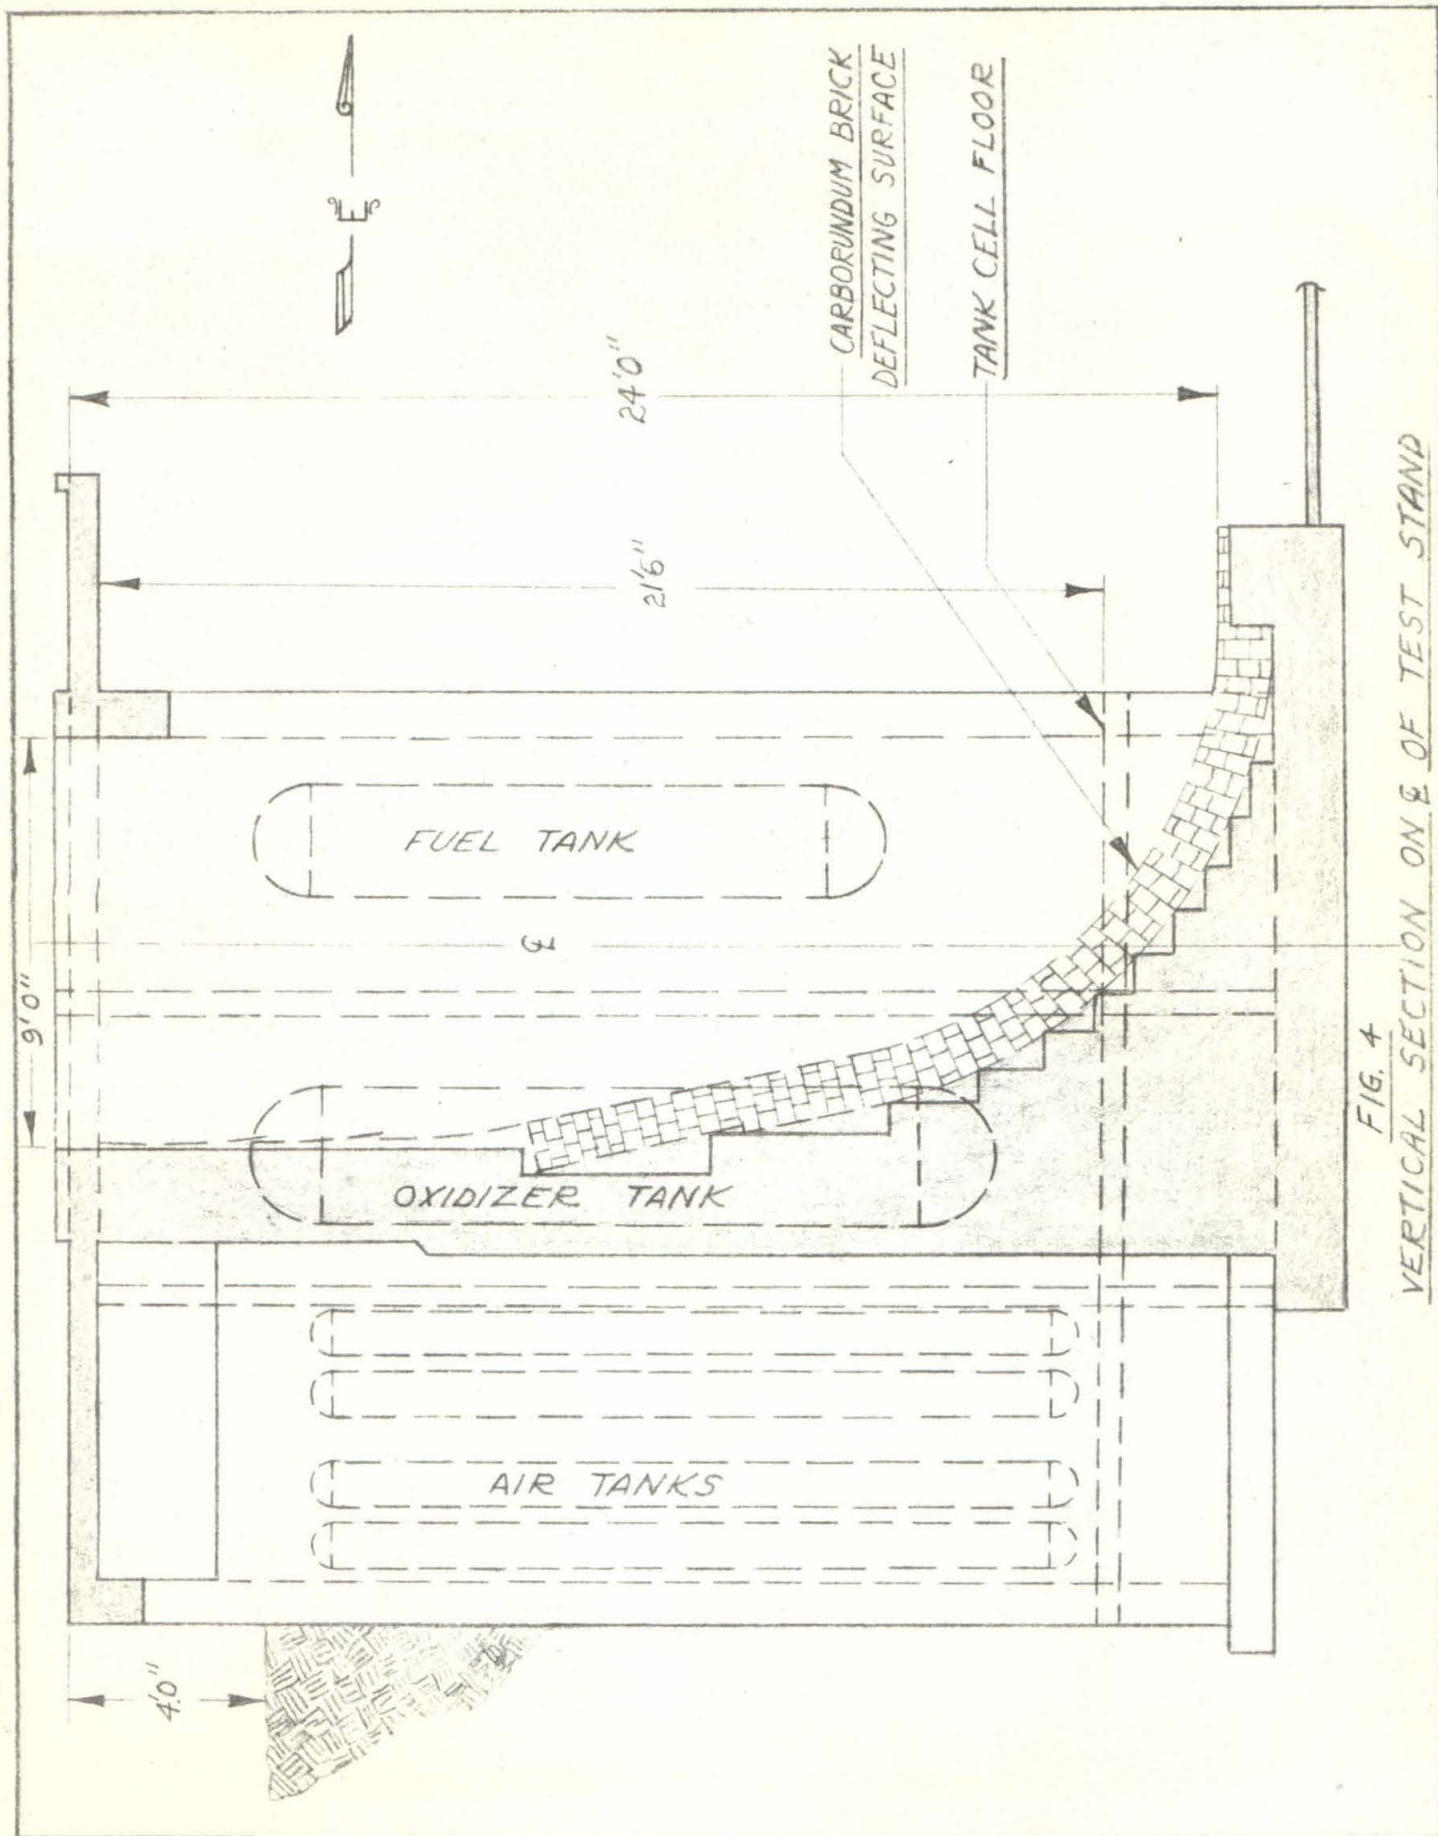 9'0"
24'0"
21'6"
4'0"
E
CARBORUNDUM BRICK
DEFLECTING SURFACE
TANK CELL FLOOR
FUEL TANK
OXIDIZER TANK
AIR TANKS
FIG. 4
VERTICAL SECTION ON ℄ OF TEST STAND